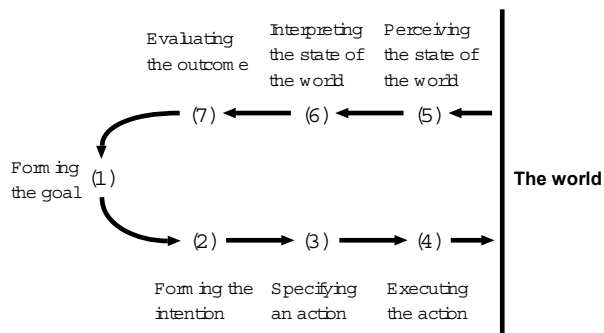 Evaluating
the outcome
Interpreting
the state of
the world
Perceiving
the state of
the world
(7)
(6)
(5)
Forming
the goal
(1)
The world
(2)
(3)
(4)
Forming the
intention
Specifying
an action
Executing
the action